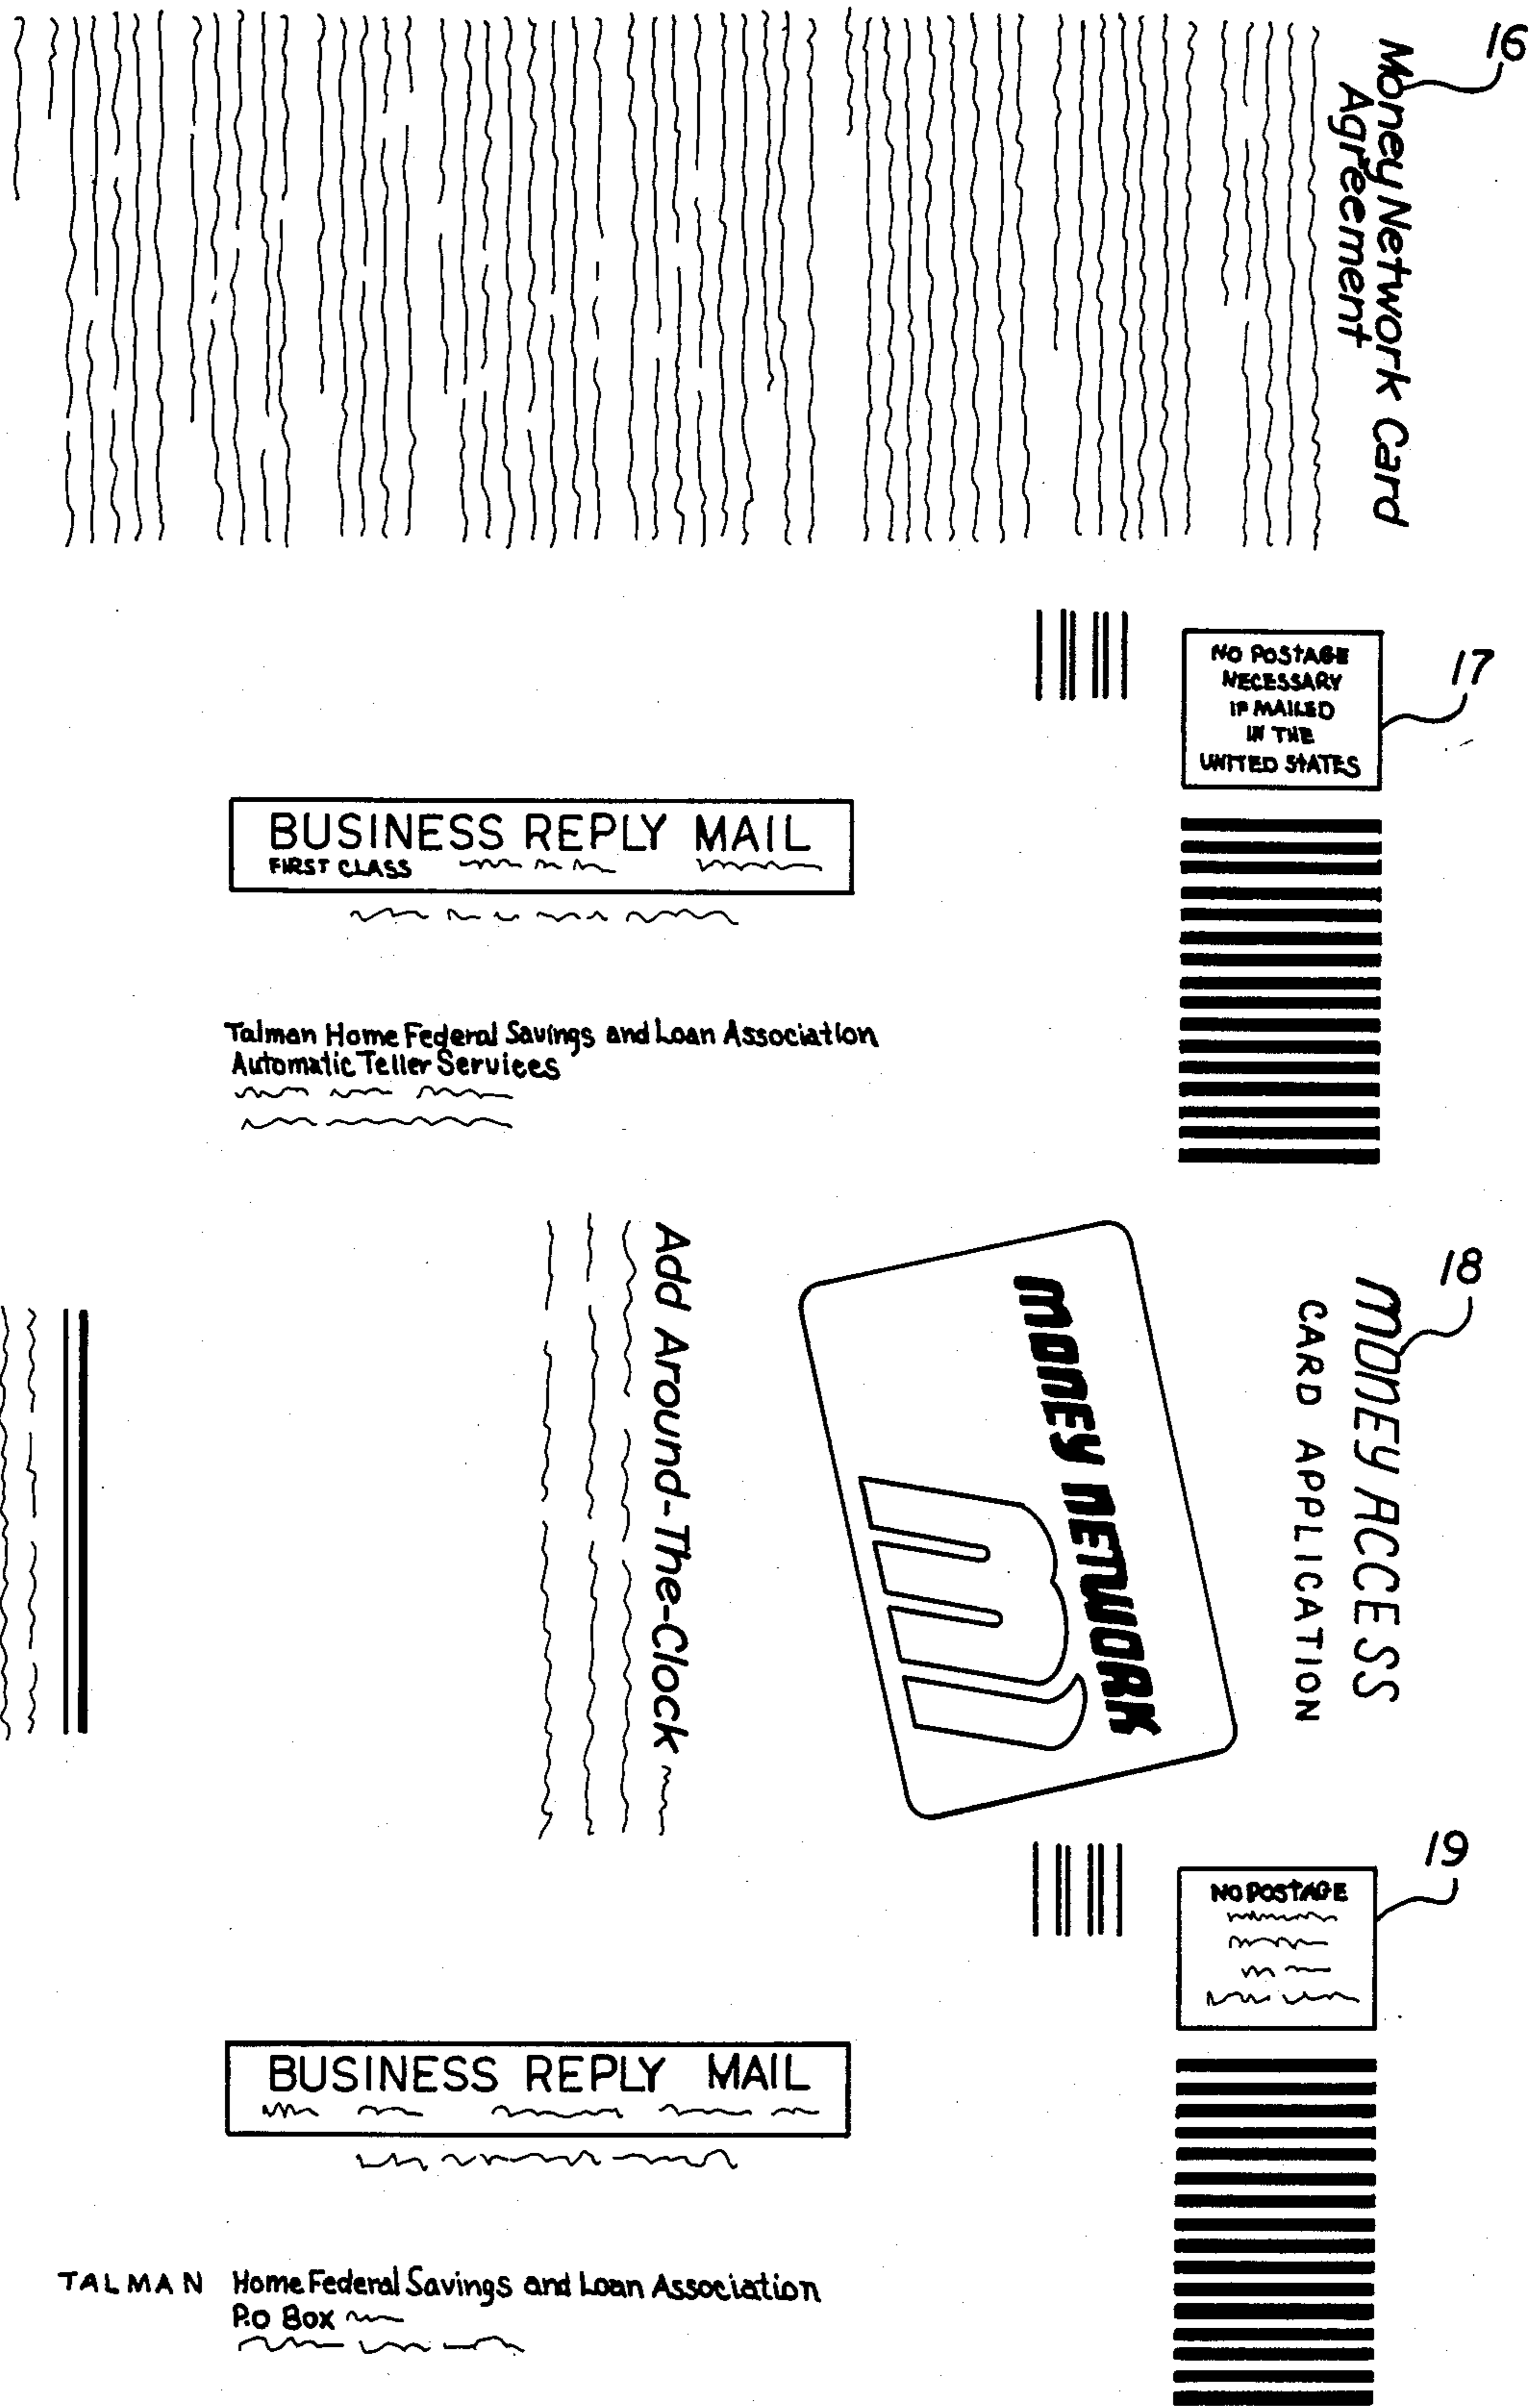 16
Money Network Card
Agreement
17
NO POSTAGE
NECESSARY
IF MAILED
IN THE
UNITED STATES
BUSINESS REPLY MAIL
FIRST CLASS
Talman Home Federal Savings and Loan Association
Automatic Teller Services
18
MONEY ACCESS
CARD APPLICATION
MONEY NETWORK
m
Add Around-The-Clock
19
NO POSTAGE
BUSINESS REPLY MAIL
TALMAN Home Federal Savings and Loan Association
P.O Box